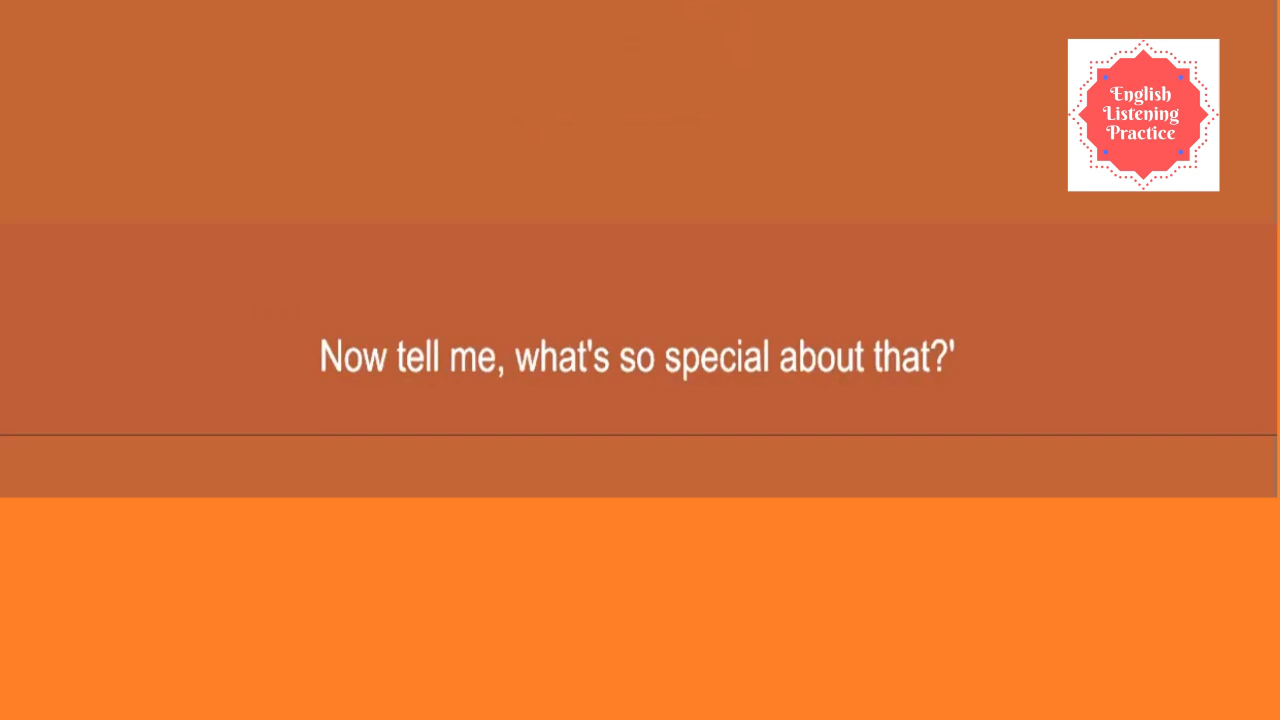 English
Listening
Practice
Now tell me, what's so special about that?'